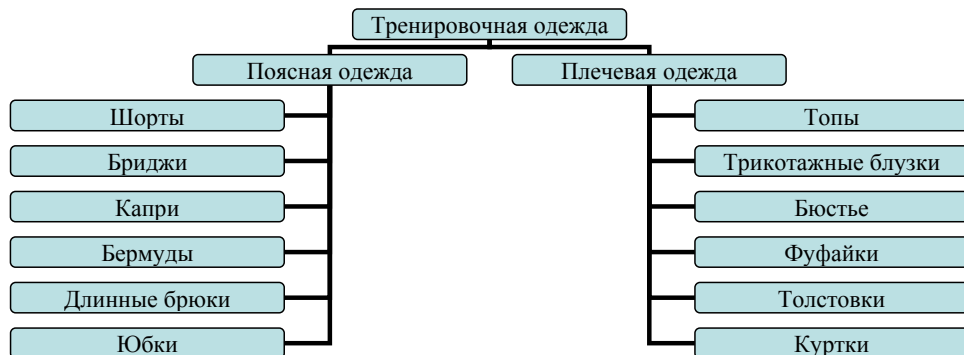 Тренировочная одежда
Поясная одежда
Плечевая одежда
Шорты
Бриджи
Капри
Бермуды
Длинные брюки
Юбки
Топы
Трикотажные блузки
Бюстье
Фуфайки
Толстовки
Куртки